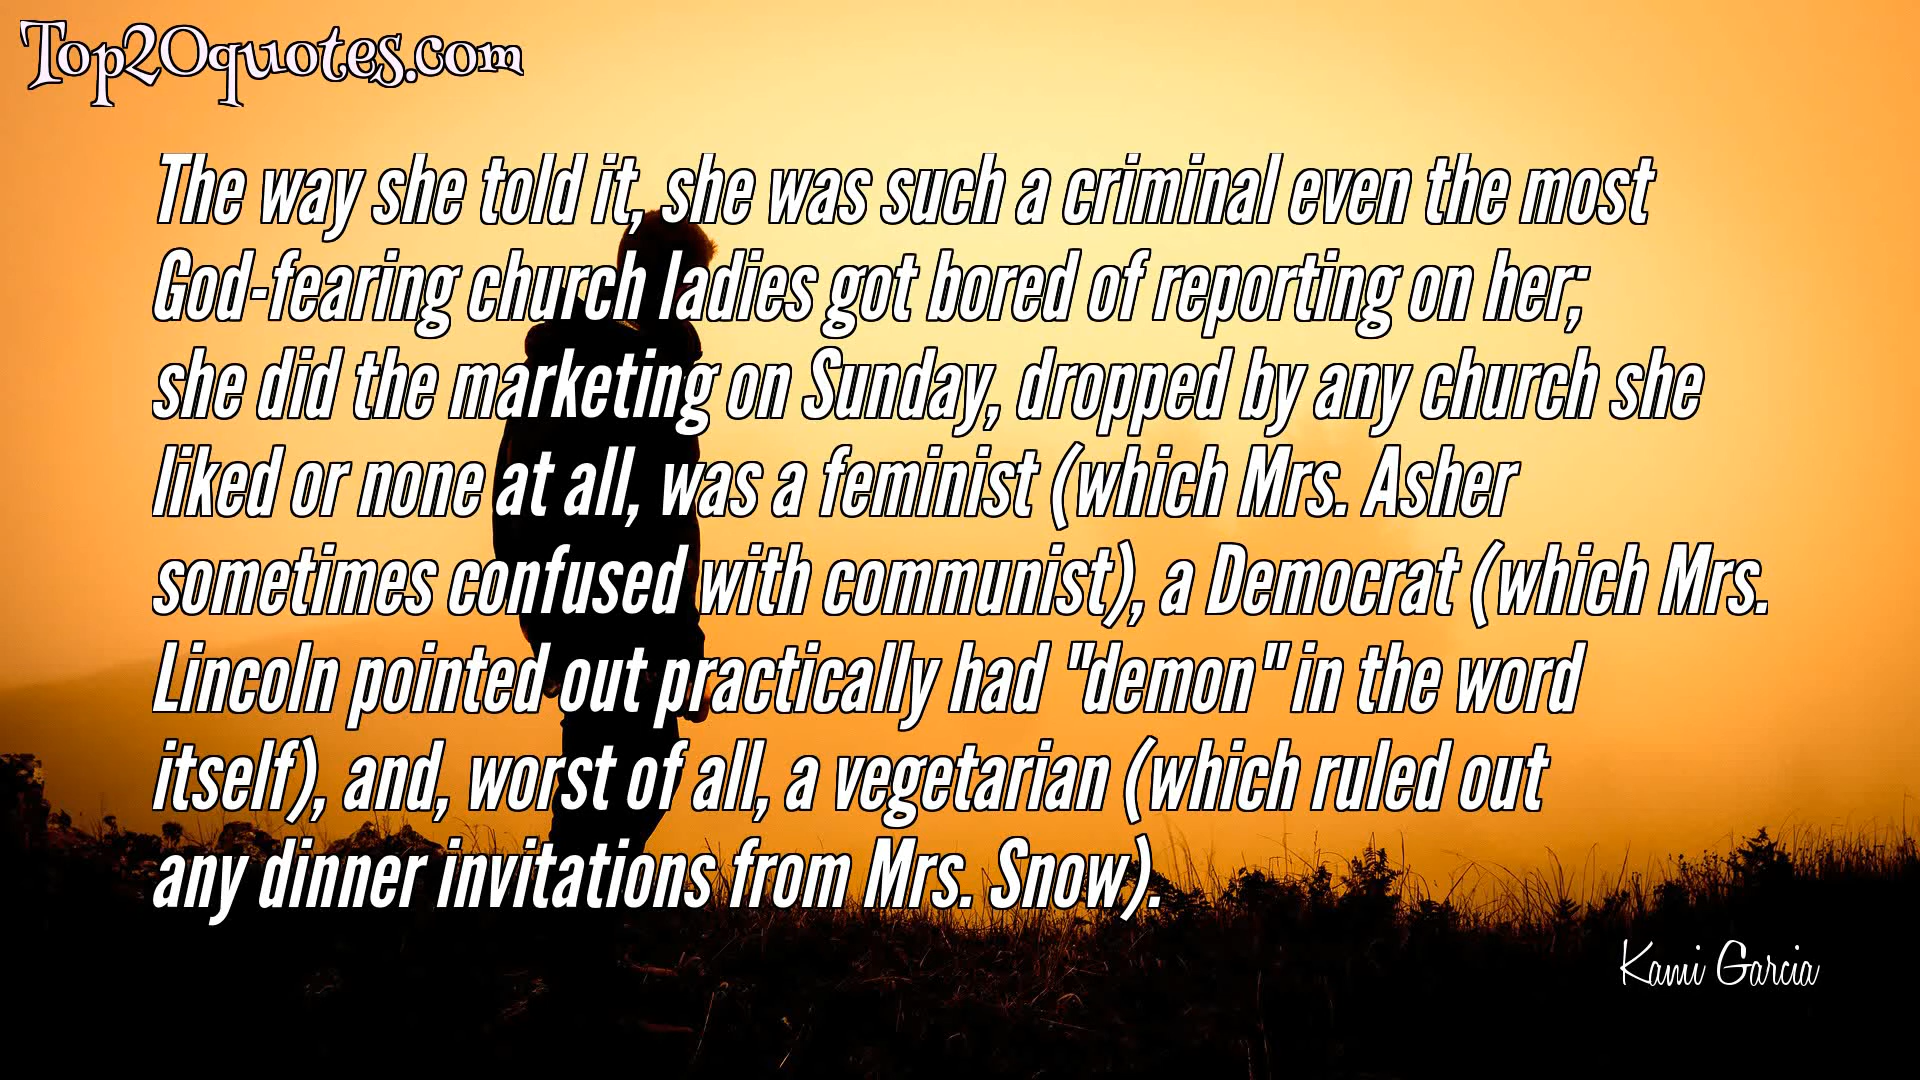 Top20quotes.com
The way she told it, she was such a criminal even the most
God-fearing church ladies got bored of reporting on her;
she did the marketing on Sunday, dropped by any church she
liked or none at all, was a feminist (which Mrs. Asher
sometimes confused with communist), a Democrat (which Mrs.
Lincoln pointed out practically had "demon" in the word
itself), and, worst of all, a vegetarian (which ruled out
any dinner invitations from Mrs. Snow).
Kami Garcia